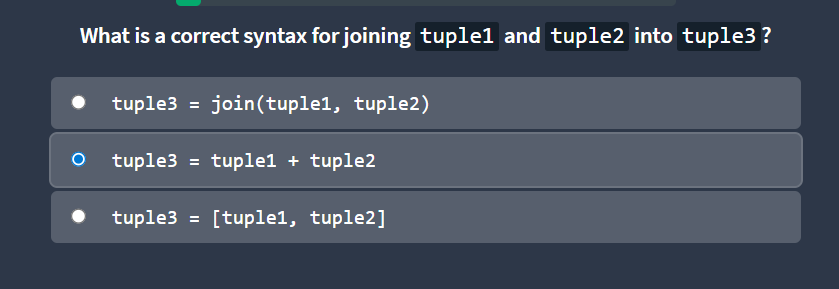 What is a correct syntax for joining tuple1 and tuple2 into tuple3 ?
tuple3 = join(tuple1, tuple2)
tuple3 = tuple1 + tuple2
tuple3 = [tuple1, tuple2]